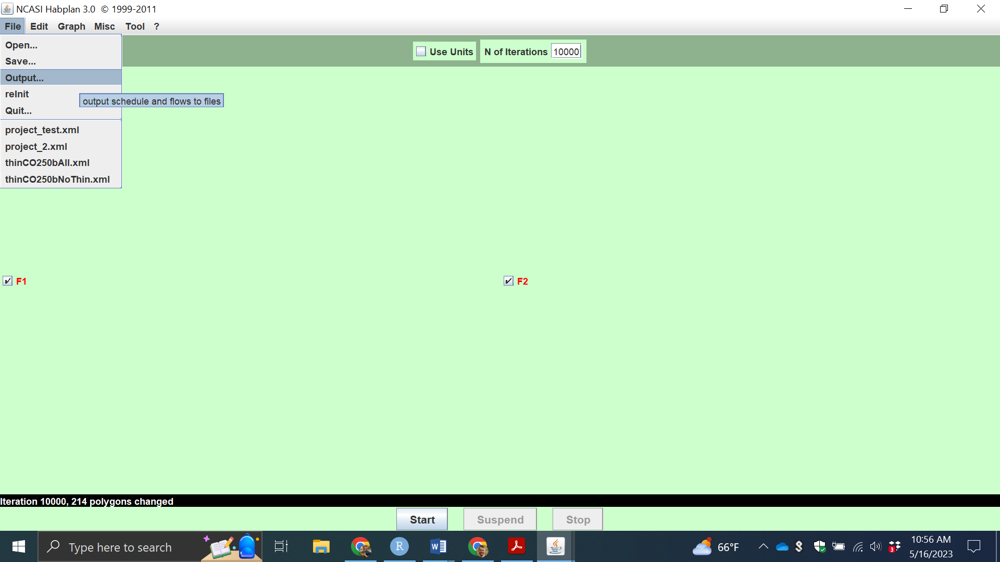 NCASI Habplan 3.0 © 1999-2011
File Edit Graph Misc Tool ?
Open...
Save...
Output...
reInit
output schedule and flows to files
Quit...
project_test.xml
project_2.xml
thinCO250bAll.xml
thinCO250bNoThin.xml
Use Units N of Iterations 10000
F1 F2
Iteration 10000, 214 polygons changed
Start Suspend Stop
Type here to search
R
W
66°F
3
10:56 AM
5/16/2023